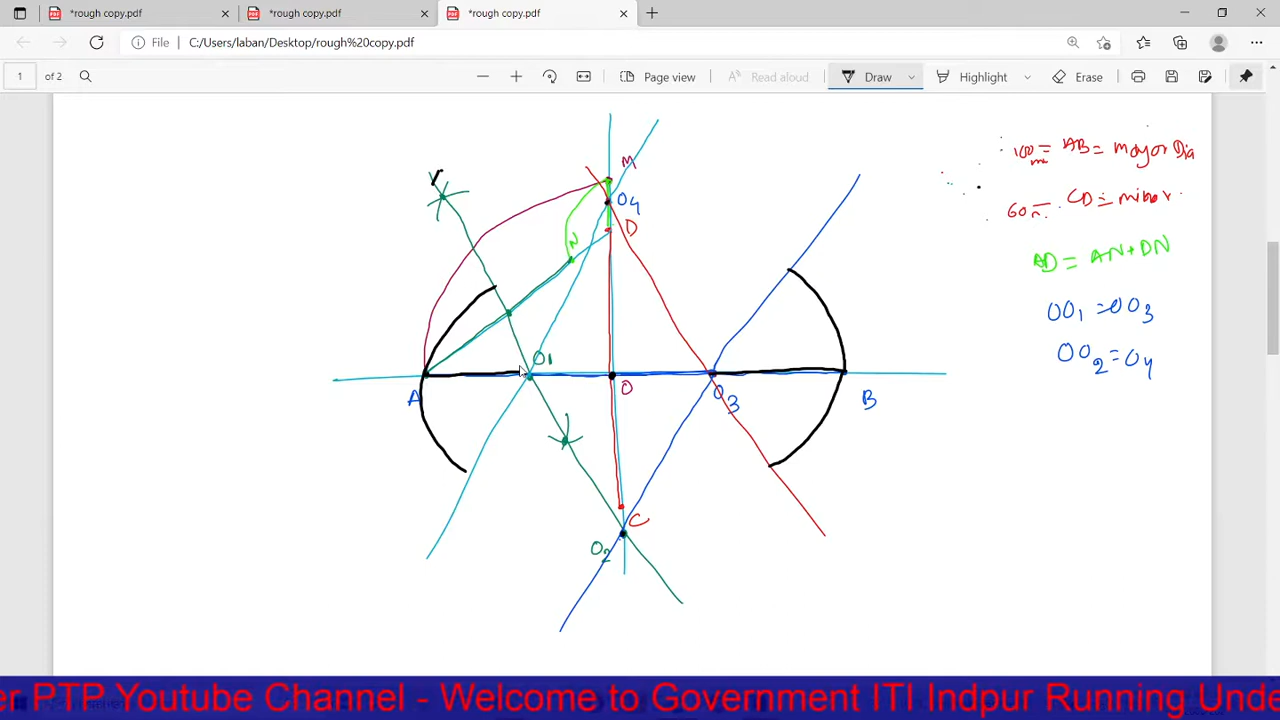 *rough copy.pdf
*rough copy.pdf
*rough copy.pdf
File
C:/Users/laban/Desktop/rough%20copy.pdf
1
of 2
Page view
Read aloud
Draw
Highlight
Erase
M
O4
D
N
O1
A
O
O3
B
C
O2
100 = AB = major Dia
CD = minor
AD = AN+DN
OO1 = OO3
OO2 = O4
er PTP Youtube Channel - Welcome to Government ITI Indpur Running Unde